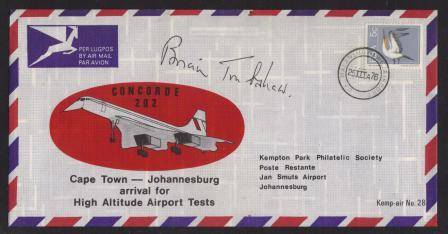 PER LUGPOS
BY AIR MAIL
PAR AVION
Brian Trubshaw.
5c
CONCORDE
202
Cape Town — Johannesburg
arrival for
High Altitude Airport Tests
Kempton Park Philatelic Society
Poste Restante
Jan Smuts Airport
Johannesburg
Kemp-air No. 28